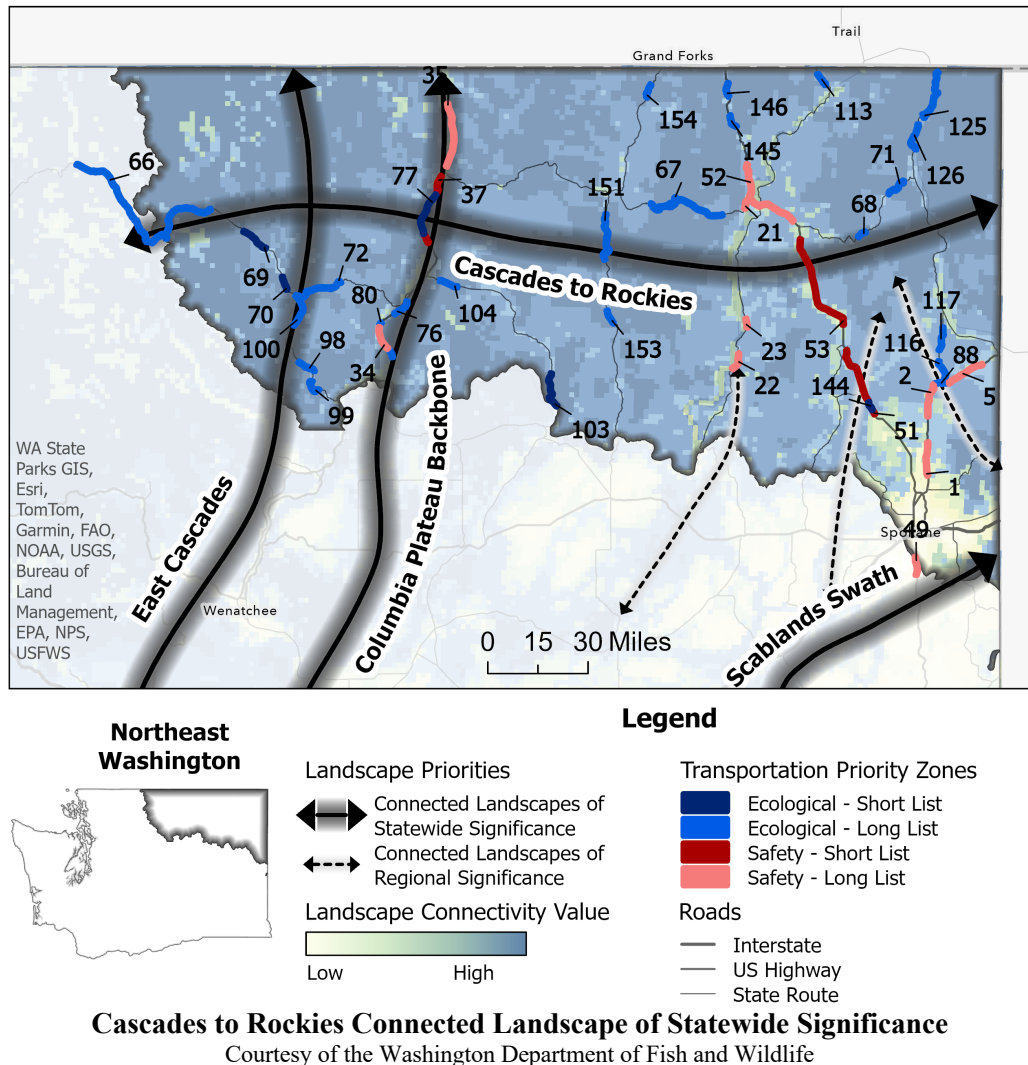 Trail
Grand Forks
35
154
146
113
125
66
145
77
37
151
67
52
71
126
21
68
69
72
Cascades to Rockies
70
80
104
117
100
98
76
153
23
53
116
88
34
22
2
5
99
103
144
51
1
WA State
Parks GIS,
Esri,
TomTom,
Garmin, FAO,
NOAA, USGS,
Bureau of
Land
Management,
EPA, NPS,
USFWS
East Cascades
Columbia Plateau Backbone
49
Spokane
Wenatchee
Scablands Swath
0 15 30 Miles
Legend
Northeast
Washington
Landscape Priorities
Connected Landscapes of
Statewide Significance
Connected Landscapes of
Regional Significance
Landscape Connectivity Value
Low High
Transportation Priority Zones
Ecological - Short List
Ecological - Long List
Safety - Short List
Safety - Long List
Roads
Interstate
US Highway
State Route
Cascades to Rockies Connected Landscape of Statewide Significance
Courtesy of the Washington Department of Fish and Wildlife